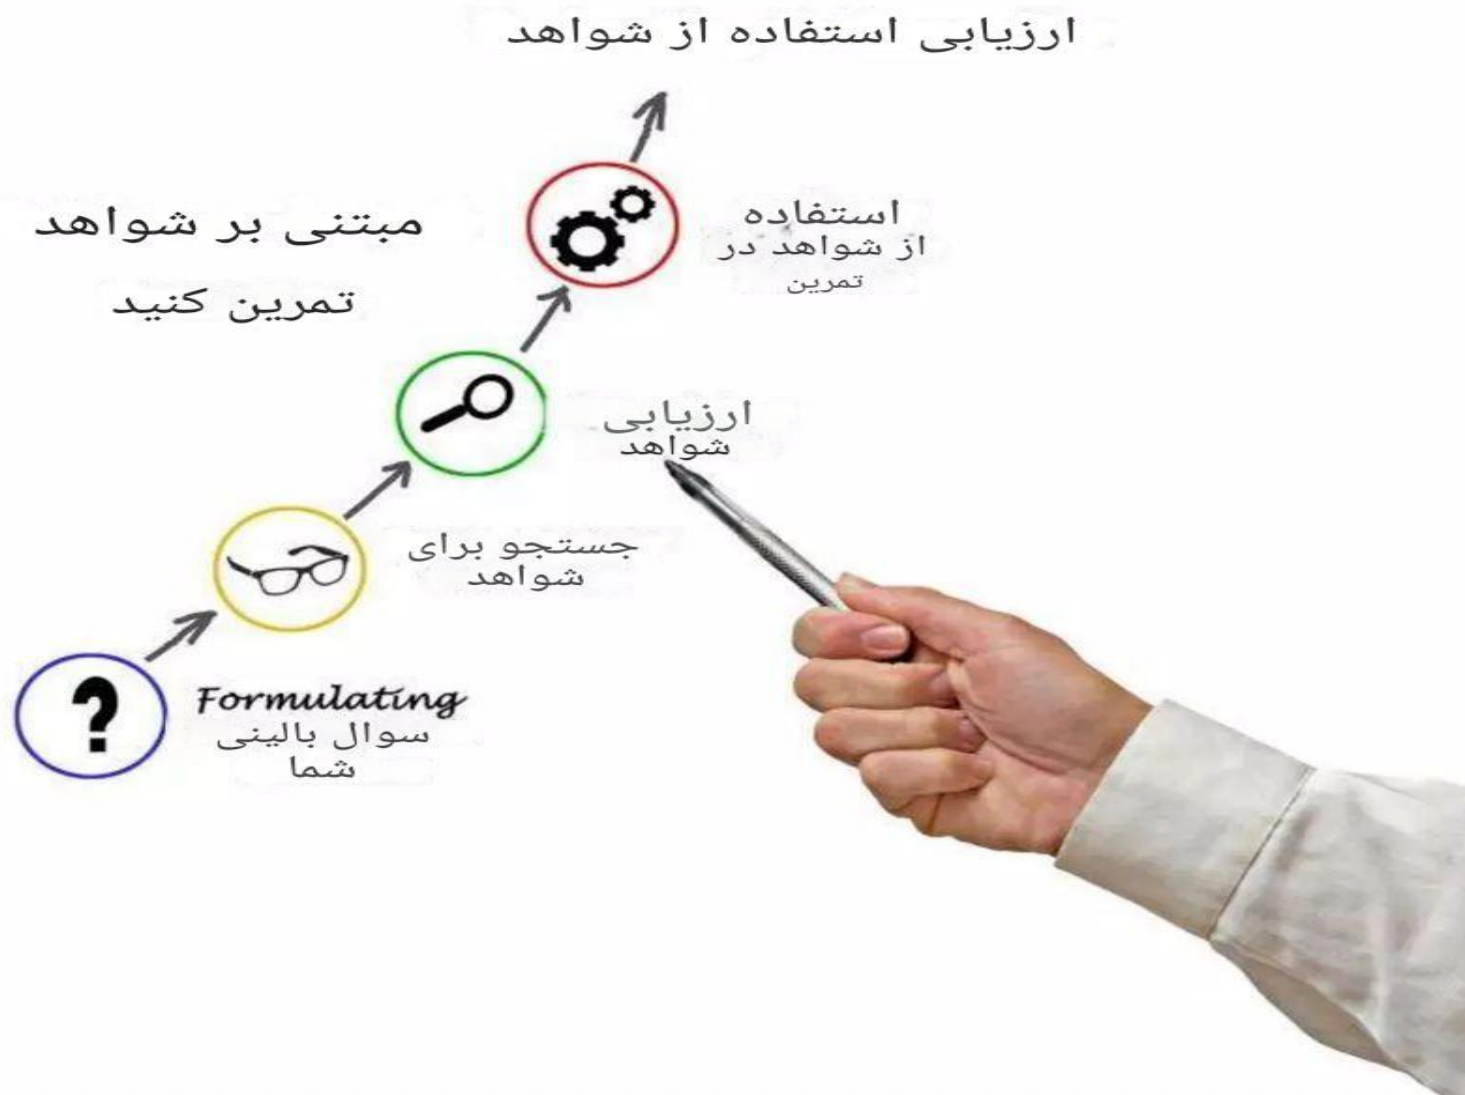 ارزیابی استفاده از شواهد
مبتنی بر شواهد
تمرین کنید
استفاده
از شواهد در
تمرین
ارزیابی
شواهد
جستجو برای
شواهد
Formulating
سوال بالینی
شما